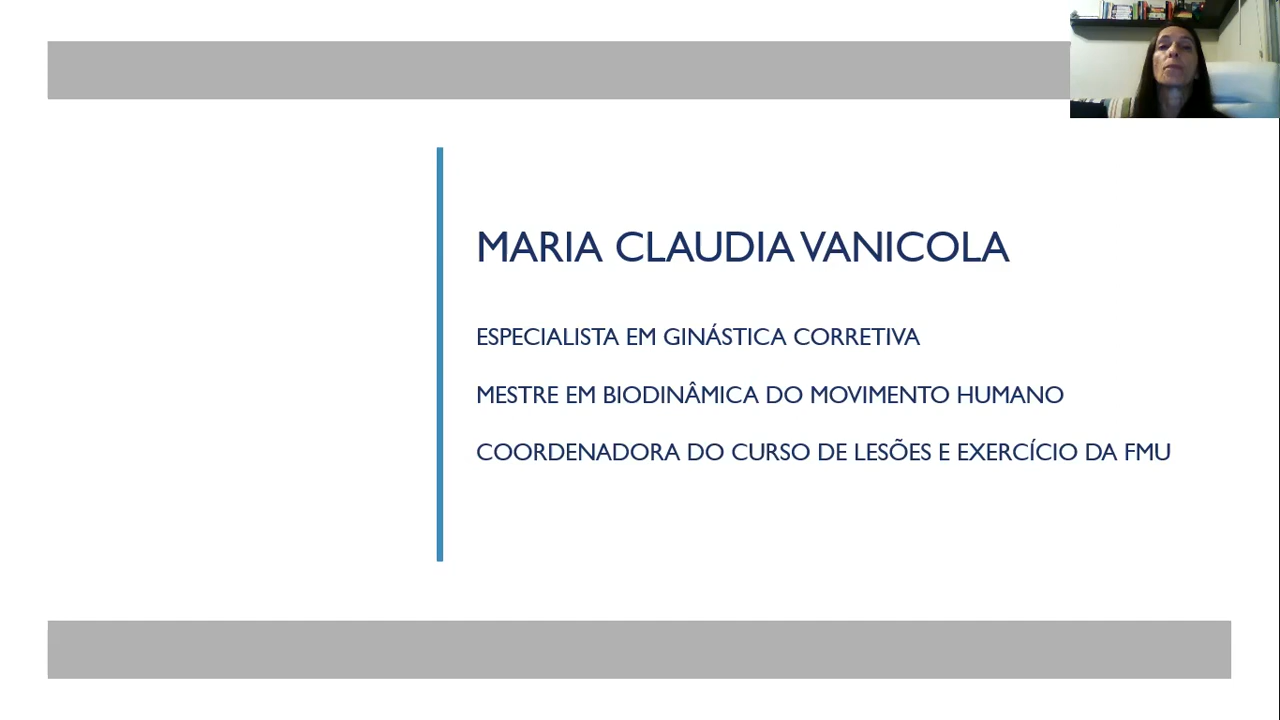 MARIA CLAUDIA VANICOLA
ESPECIALISTA EM GINÁSTICA CORRETIVA
MESTRE EM BIODINÂMICA DO MOVIMENTO HUMANO
COORDENADORA DO CURSO DE LESÕES E EXERCÍCIO DA FMU